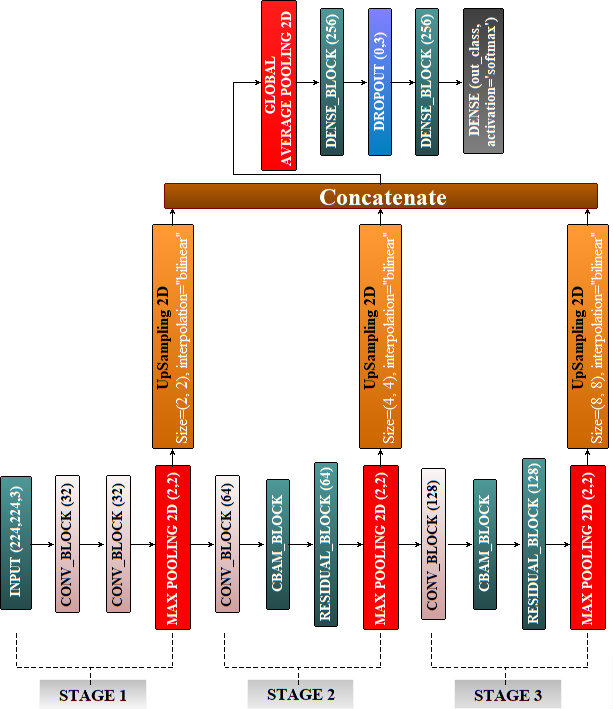 GLOBAL
AVERAGE POOLING 2D
DENSE_BLOCK (256)
DROPOUT (0,3)
DENSE_BLOCK (256)
DENSE (out_class,
activation='softmax')
Concatenate
UpSampling 2D
Size=(2, 2), interpolation="bilinear"
UpSampling 2D
Size=(4, 4), interpolation="bilinear"
UpSampling 2D
Size=(8, 8), interpolation="bilinear"
INPUT (224,224,3)
CONV_BLOCK (32)
CONV_BLOCK (32)
MAX POOLING 2D (2,2)
CONV_BLOCK (64)
CBAM_BLOCK
RESIDUAL_BLOCK (64)
MAX POOLING 2D (2,2)
CONV_BLOCK (128)
CBAM_BLOCK
RESIDUAL_BLOCK (128)
MAX POOLING 2D (2,2)
STAGE 1
STAGE 2
STAGE 3